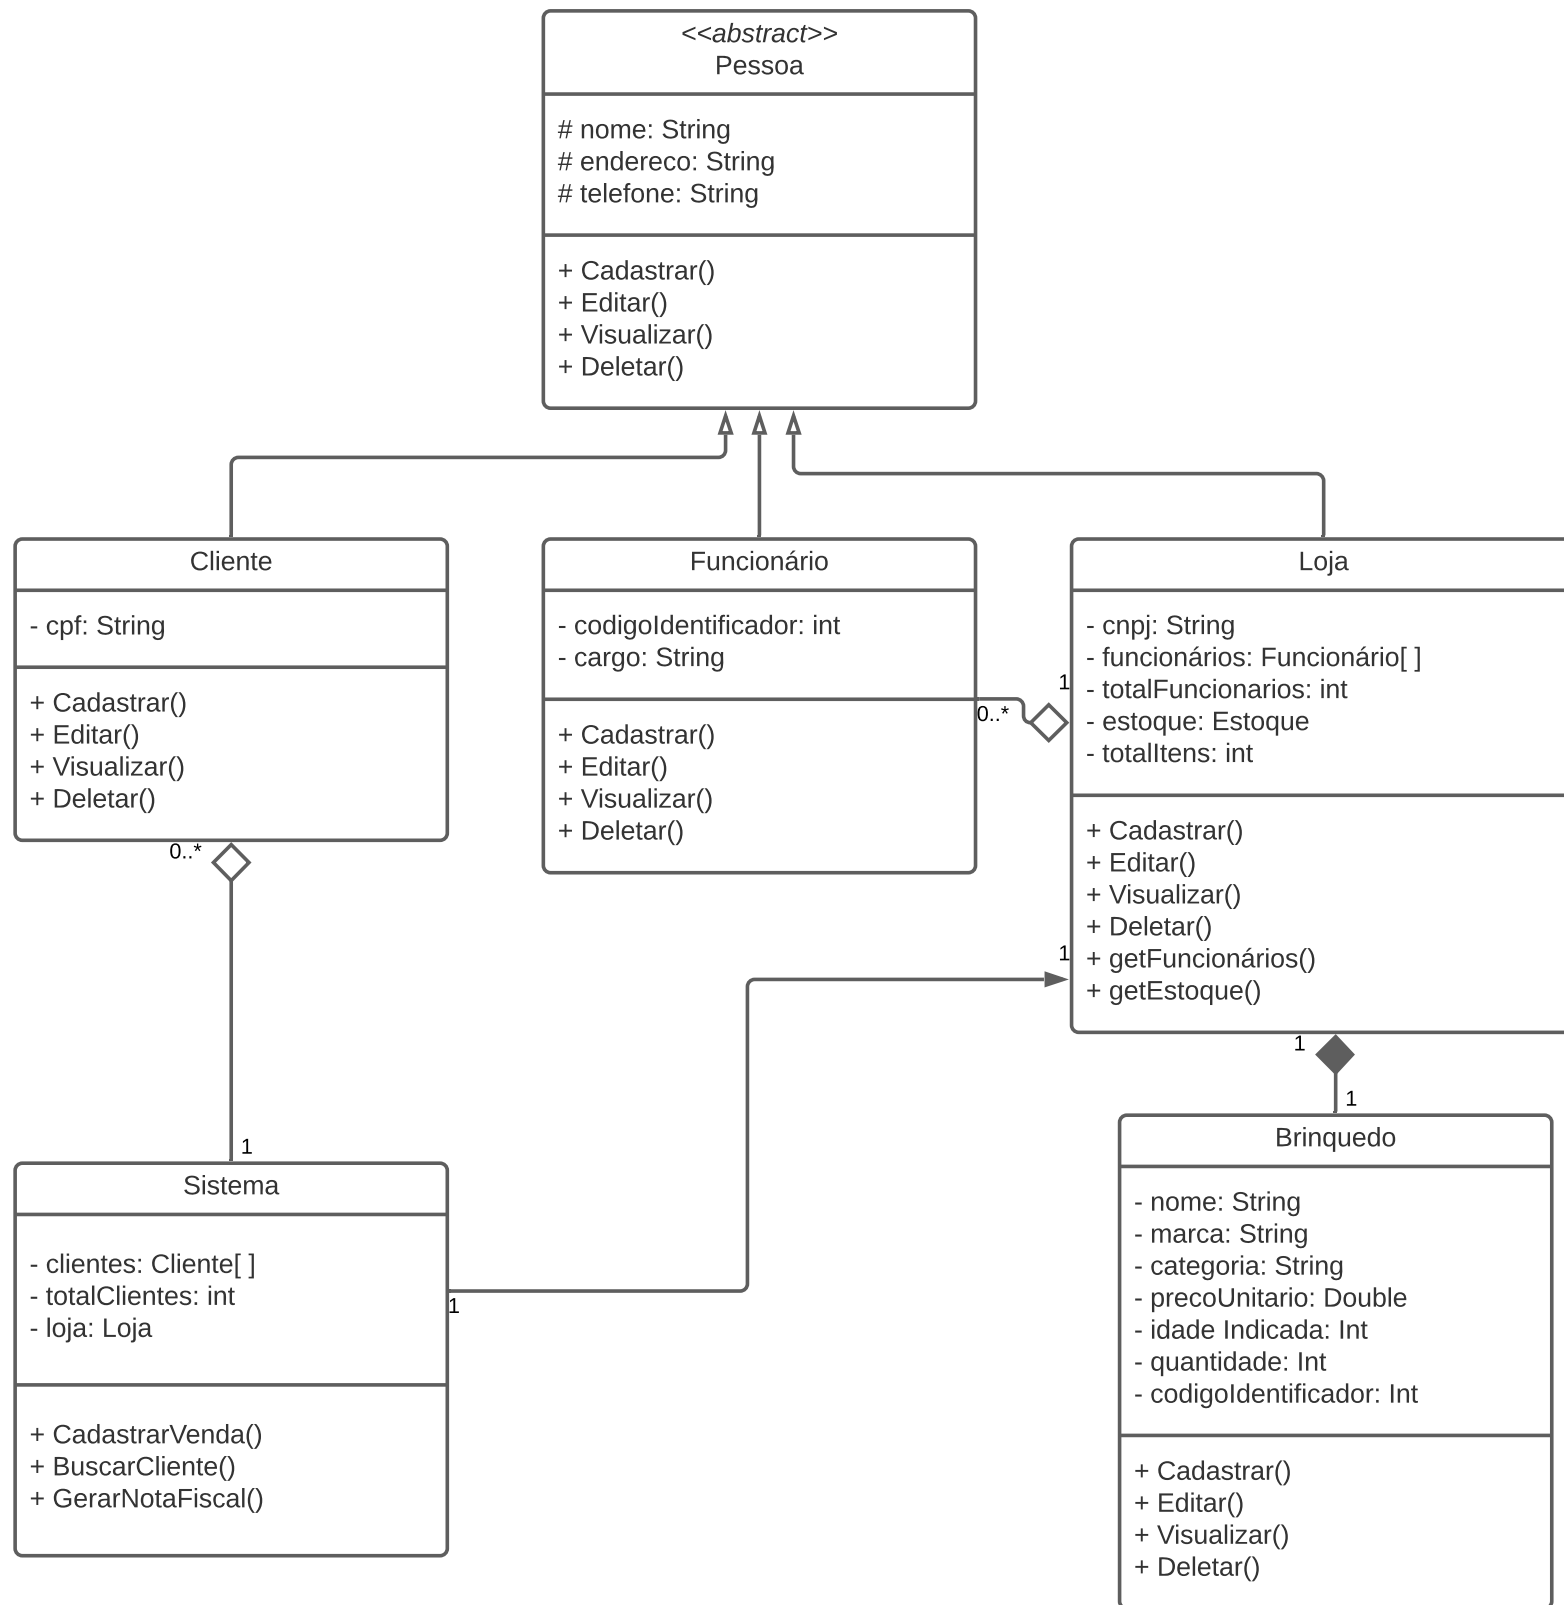 <<abstract>>
Pessoa
# nome: String
# endereco: String
# telefone: String
+ Cadastrar()
+ Editar()
+ Visualizar()
+ Deletar()
Cliente
- cpf: String
+ Cadastrar()
+ Editar()
+ Visualizar()
+ Deletar()
0..*
Funcionário
- codigoIdentificador: int
- cargo: String
+ Cadastrar()
+ Editar()
+ Visualizar()
+ Deletar()
0..*
1
Loja
- cnpj: String
- funcionários: Funcionário[ ]
- totalFuncionarios: int
- estoque: Estoque
- totalItens: int
+ Cadastrar()
+ Editar()
+ Visualizar()
+ Deletar()
+ getFuncionários()
+ getEstoque()
1
1
1
1
Sistema
- clientes: Cliente[ ]
- totalClientes: int
- loja: Loja
+ CadastrarVenda()
+ BuscarCliente()
+ GerarNotaFiscal()
1
Brinquedo
- nome: String
- marca: String
- categoria: String
- precoUnitario: Double
- idade Indicada: Int
- quantidade: Int
- codigoIdentificador: Int
+ Cadastrar()
+ Editar()
+ Visualizar()
+ Deletar()